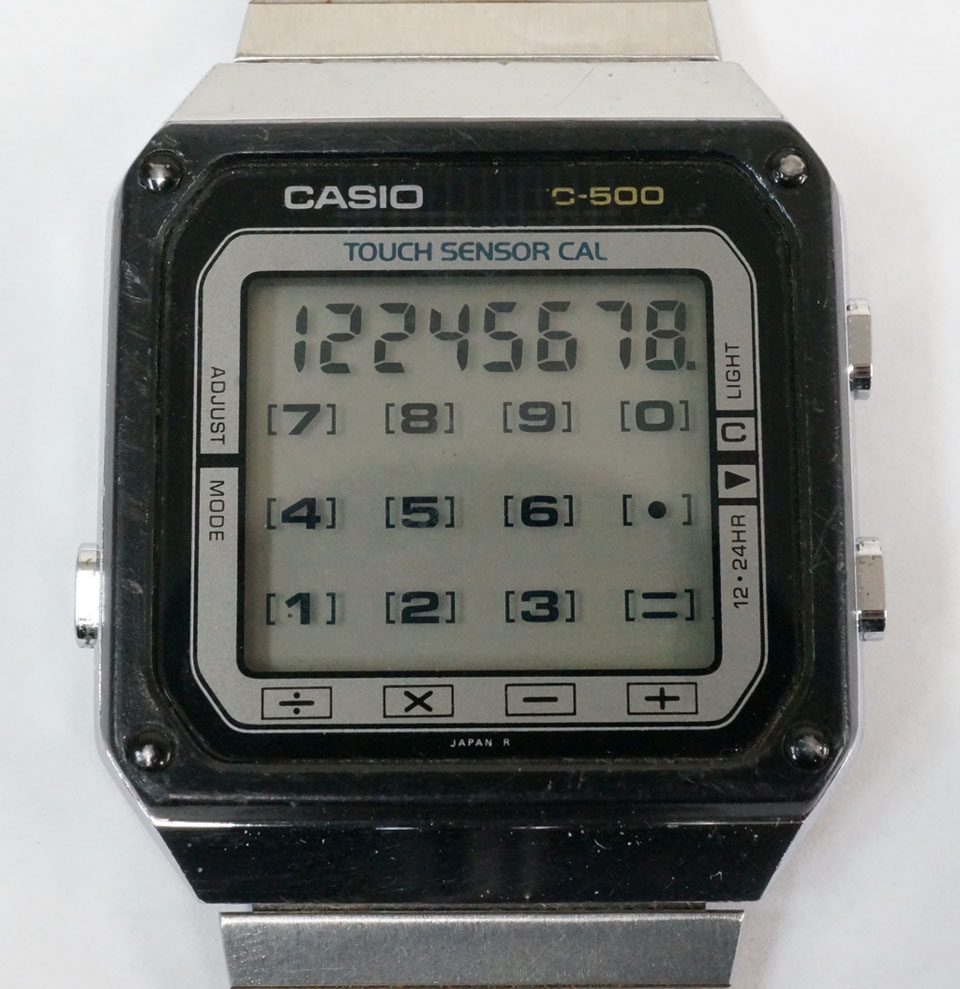 CASIO C-500
TOUCH SENSOR CAL
12245678.
ADJUST
MODE
LIGHT
C
▼
12•24HR
[7] [8] [9] [0]
[4] [5] [6] [•]
[1] [2] [3] [=]
÷ × − +
JAPAN R